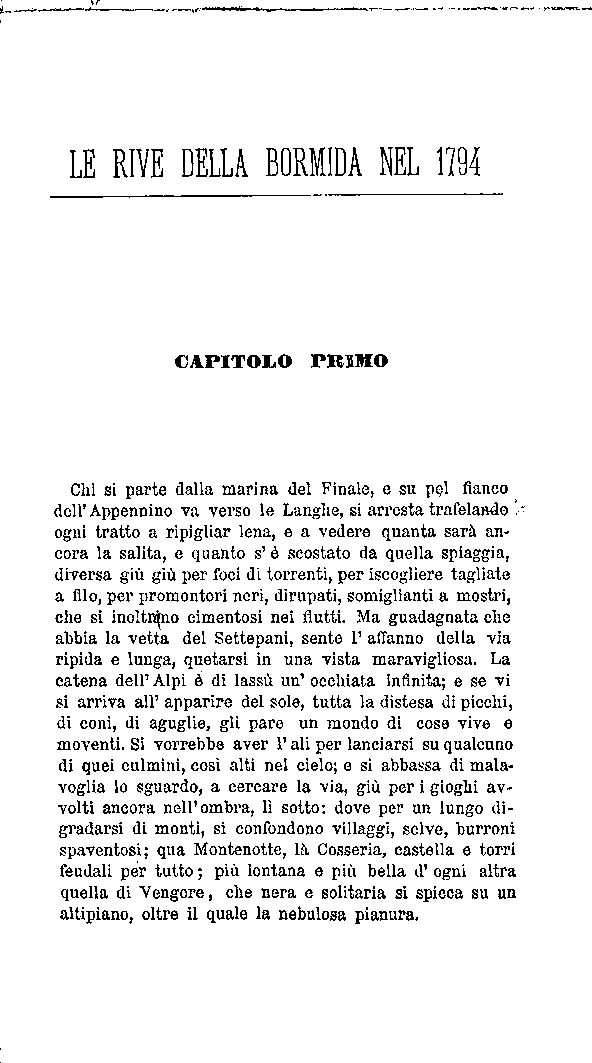 LE RIVE DELLA BORMIDA NEL 1794
CAPITOLO PRIMO
Chi si parte dalla marina del Finale, e su pel fianco
dell' Appennino va verso le Langhe, si arresta trafelando
ogni tratto a ripigliar lena, e a vedere quanta sarà an-
cora la salita, e quanto s' è scostato da quella spiaggia,
diversa giù giù per foci di torrenti, per iscogliere tagliate
a filo, per promontori neri, dirupati, somiglianti a mostri,
che si inoltrino cimentosi nei flutti. Ma guadagnata che
abbia la vetta del Settepani, sente l' affanno della via
ripida e lunga, quetarsi in una vista maravigliosa. La
catena dell' Alpi è di lassù un' occhiata infinita; e se vi
si arriva all' apparire del sole, tutta la distesa di picchi,
di coni, di aguglie, gli pare un mondo di cose vive e
moventi. Si vorrebbe aver l' ali per lanciarsi su qualcuno
di quei culmini, così alti nel cielo; e si abbassa di mala-
voglia lo sguardo, a cercare la via, giù per i gioghi av-
volti ancora nell' ombra, lì sotto: dove per un lungo di-
gradarsi di monti, si confondono villaggi, selve, burroni
spaventosi; qua Montenotte, là Cosseria, castella e torri
feudali per tutto; più lontana e più bella d' ogni altra
quella di Vengore, che nera e solitaria si spicca su un
altipiano, oltre il quale la nebulosa pianura.